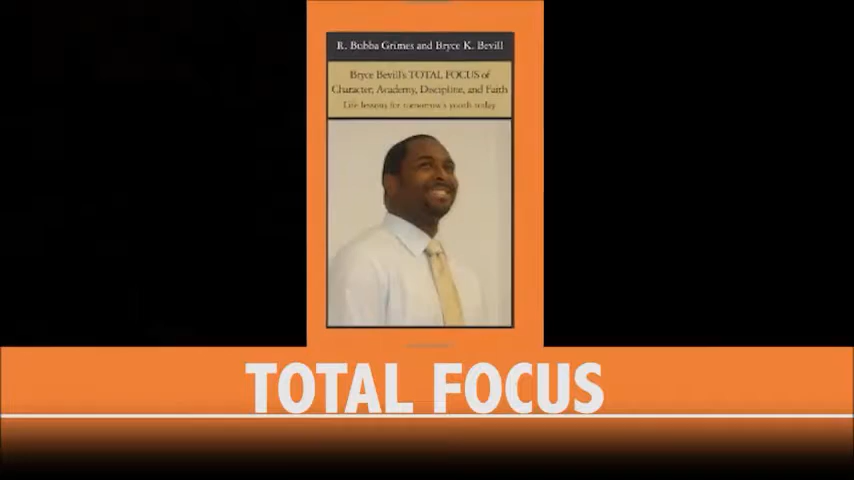 R. Bubba Grimes and Bryce K. Bevill
Bryce Bevill's TOTAL FOCUS of
Character, Academy, Discipline, and Faith
Life lessons for tomorrow's youth today
TOTAL FOCUS